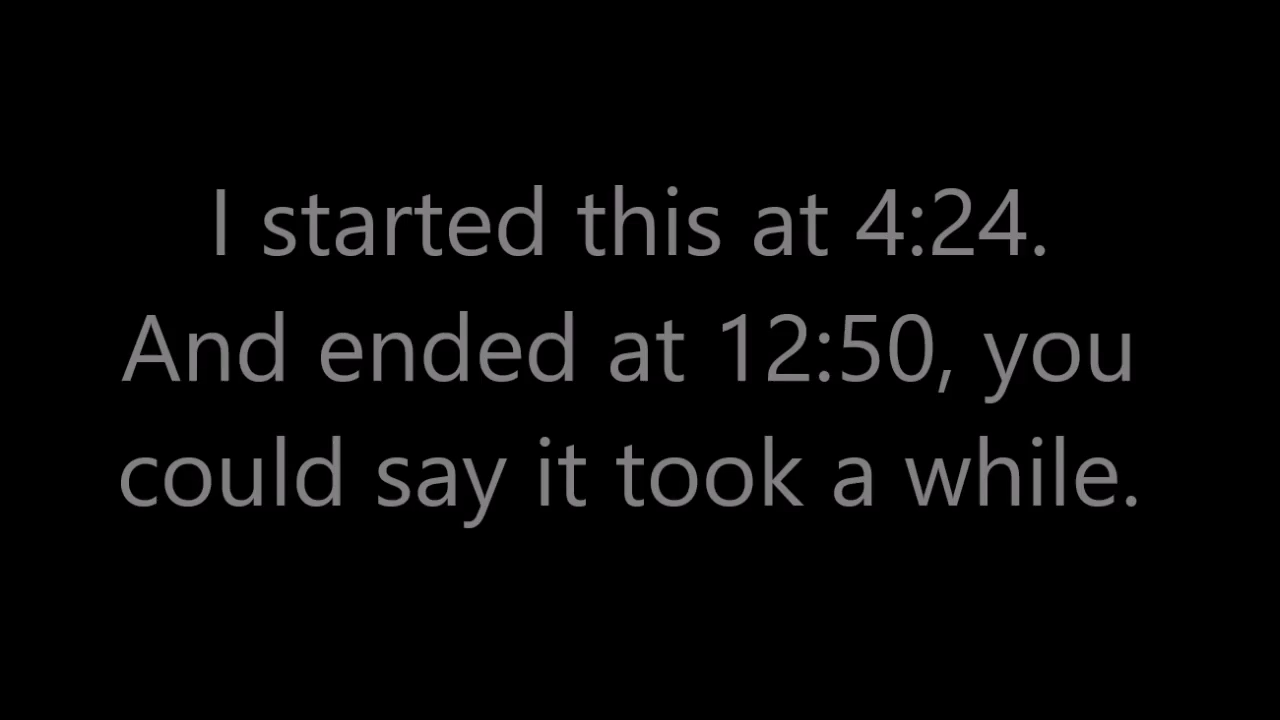 I started this at 4:24.
And ended at 12:50, you
could say it took a while.